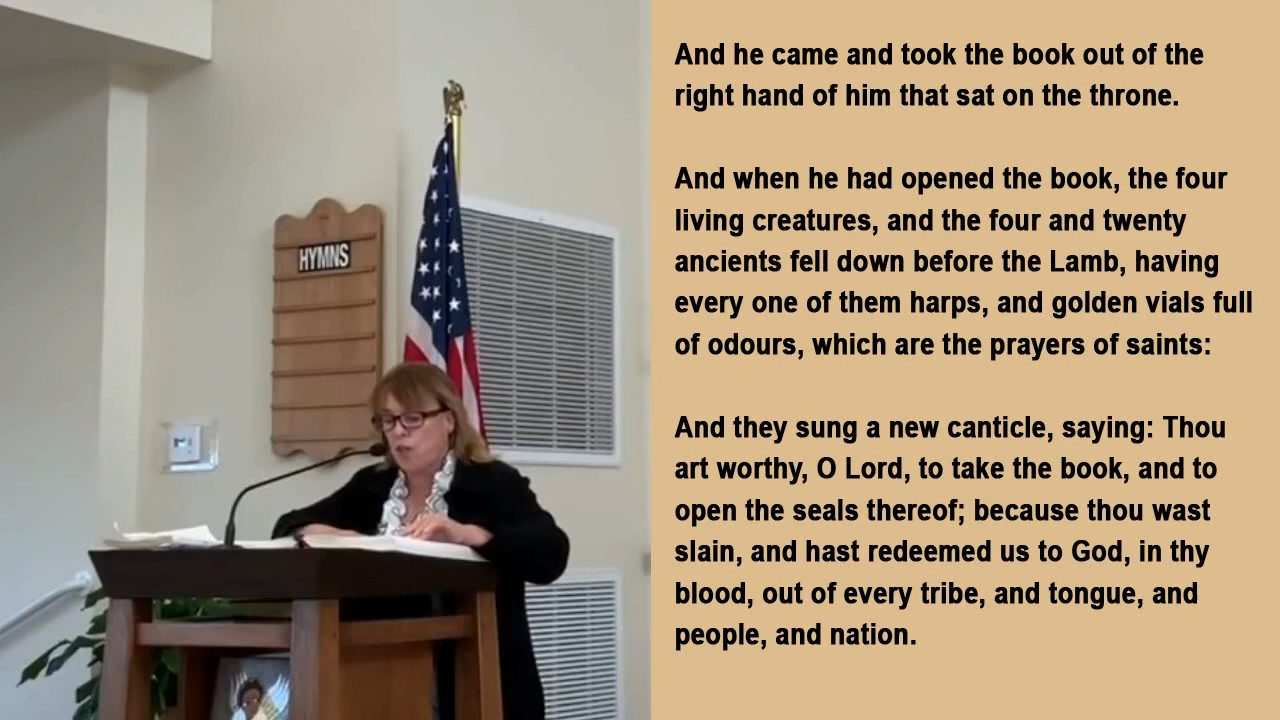 HYMNS
And he came and took the book out of the
right hand of him that sat on the throne.
And when he had opened the book, the four
living creatures, and the four and twenty
ancients fell down before the Lamb, having
every one of them harps, and golden vials full
of odours, which are the prayers of saints:
And they sung a new canticle, saying: Thou
art worthy, O Lord, to take the book, and to
open the seals thereof; because thou wast
slain, and hast redeemed us to God, in thy
blood, out of every tribe, and tongue, and
people, and nation.